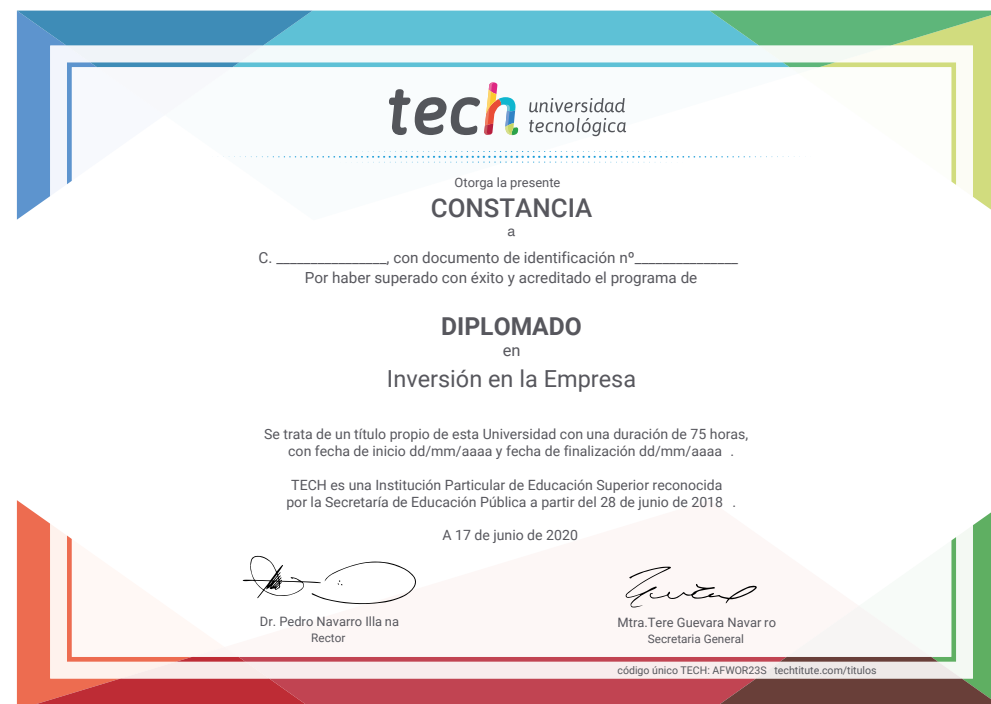 tech universidad
tecnológica
Otorga la presente
CONSTANCIA
a
C. ________________, con documento de identificación nº_______________
Por haber superado con éxito y acreditado el programa de
DIPLOMADO
en
Inversión en la Empresa
Se trata de un título propio de esta Universidad con una duración de 75 horas,
con fecha de inicio dd/mm/aaaa y fecha de finalización dd/mm/aaaa .
TECH es una Institución Particular de Educación Superior reconocida
por la Secretaría de Educación Pública a partir del 28 de junio de 2018 .
A 17 de junio de 2020
Dr. Pedro Navarro Illa na
Rector
Mtra.Tere Guevara Navar ro
Secretaria General
código único TECH: AFWOR23S techtitute.com/titulos